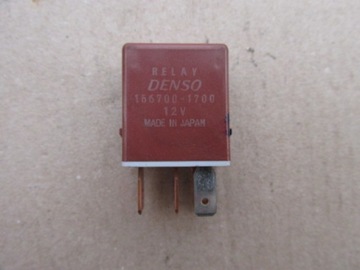 RELAY
DENSO
156700-1700
12V
MADE IN JAPAN